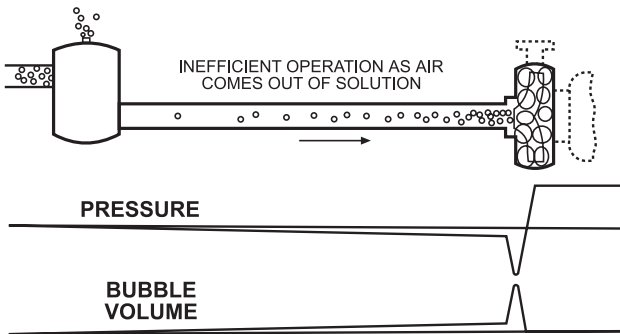 INEFFICIENT OPERATION AS AIR
COMES OUT OF SOLUTION
PRESSURE
BUBBLE
VOLUME